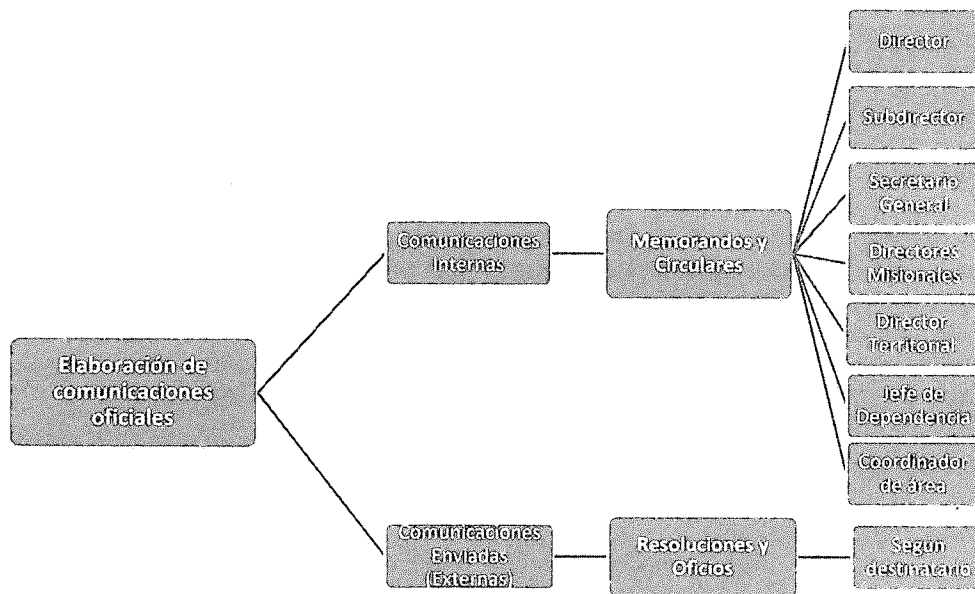 Director
Subdirector
Secretario
General
Comunicaciones
Internas
Memorandos y
Circulares
Directores
Misionales
Director
Territorial
Elaboración de
comunicaciones
oficiales
Jefe de
Dependencia
Coordinador
de área
Comunicaciones
Enviadas
(Externas)
Resoluciones y
Oficios
Según
destinatario